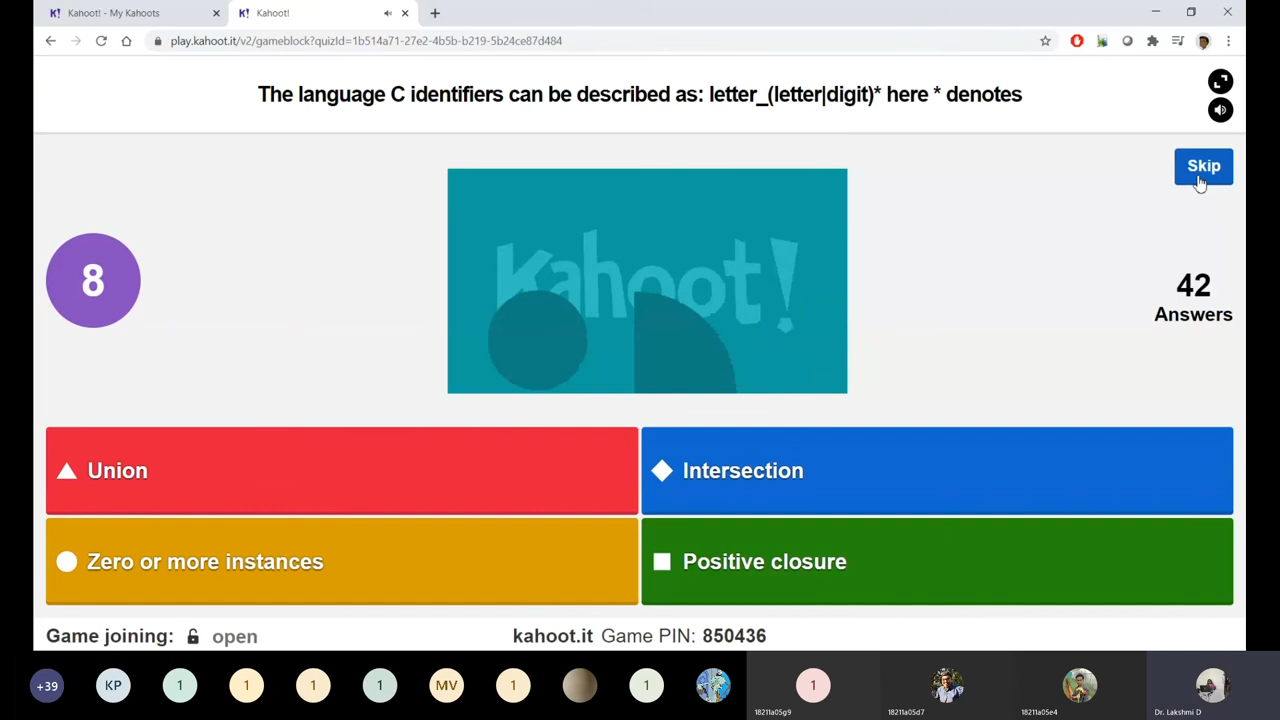 Kahoot! - My Kahoots
Kahoot!
play.kahoot.it/v2/gameblock?quizId=1b514a71-27e2-4b5b-b219-5b24ce87d484
The language C identifiers can be described as: letter_(letter|digit)* here * denotes
Skip
Kahoot!
8
42
Answers
Union
Intersection
Zero or more instances
Positive closure
Game joining: open
kahoot.it Game PIN: 850436
+39
KP
1
1
1
1
MV
1
1
1
18211a05g9
18211a05d7
18211a05e4
Dr. Lakshmi D